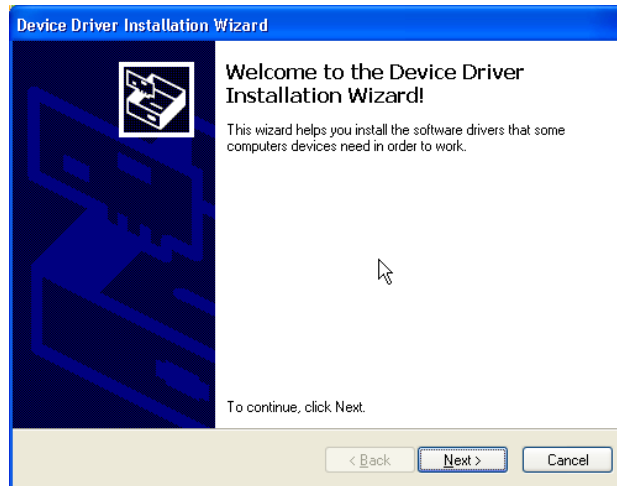 Device Driver Installation Wizard
Welcome to the Device Driver
Installation Wizard!
This wizard helps you install the software drivers that some
computers devices need in order to work.
To continue, click Next.
< Back Next > Cancel